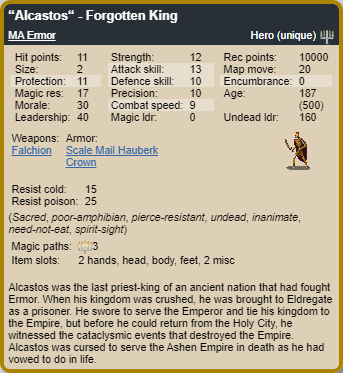 "Alcastos" - Forgotten King
MA Ermor Hero (unique)
Hit points: 11 Strength: 12 Rec points: 10000
Size: 2 Attack skill: 13 Map move: 20
Protection: 11 Defence skill: 10 Encumbrance: 0
Magic res: 17 Precision: 10 Age: 187
Morale: 30 Combat speed: 9 (500)
Leadership: 40 Magic ldr: 0 Undead ldr: 160
Weapons: Armor:
Falchion Scale Mail Hauberk
Crown
Resist cold: 15
Resist poison: 25
(Sacred, poor-amphibian, pierce-resistant, undead, inanimate,
need-not-eat, spirit-sight)
Magic paths: 3
Item slots: 2 hands, head, body, feet, 2 misc
Alcastos was the last priest-king of an ancient nation that had fought
Ermor. When his kingdom was crushed, he was brought to Eldregate
as a prisoner. He swore to serve the Emperor and tie his kingdom to
the Empire, but before he could return from the Holy City, he
witnessed the cataclysmic events that destroyed the Empire.
Alcastos was cursed to serve the Ashen Empire in death as he had
vowed to do in life.